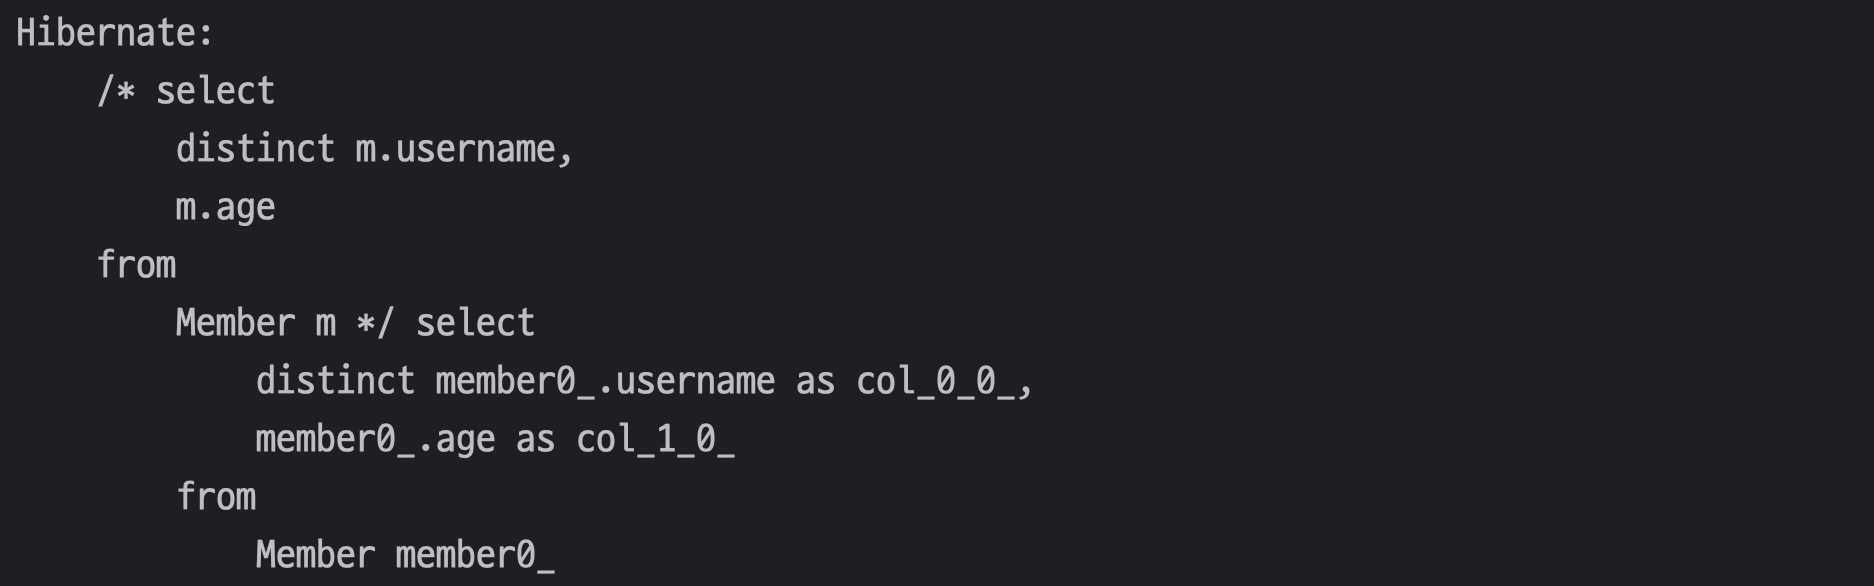 Hibernate:
/* select
distinct m.username,
m.age
from
Member m */ select
distinct member0_.username as col_0_0_,
member0_.age as col_1_0_
from
Member member0_